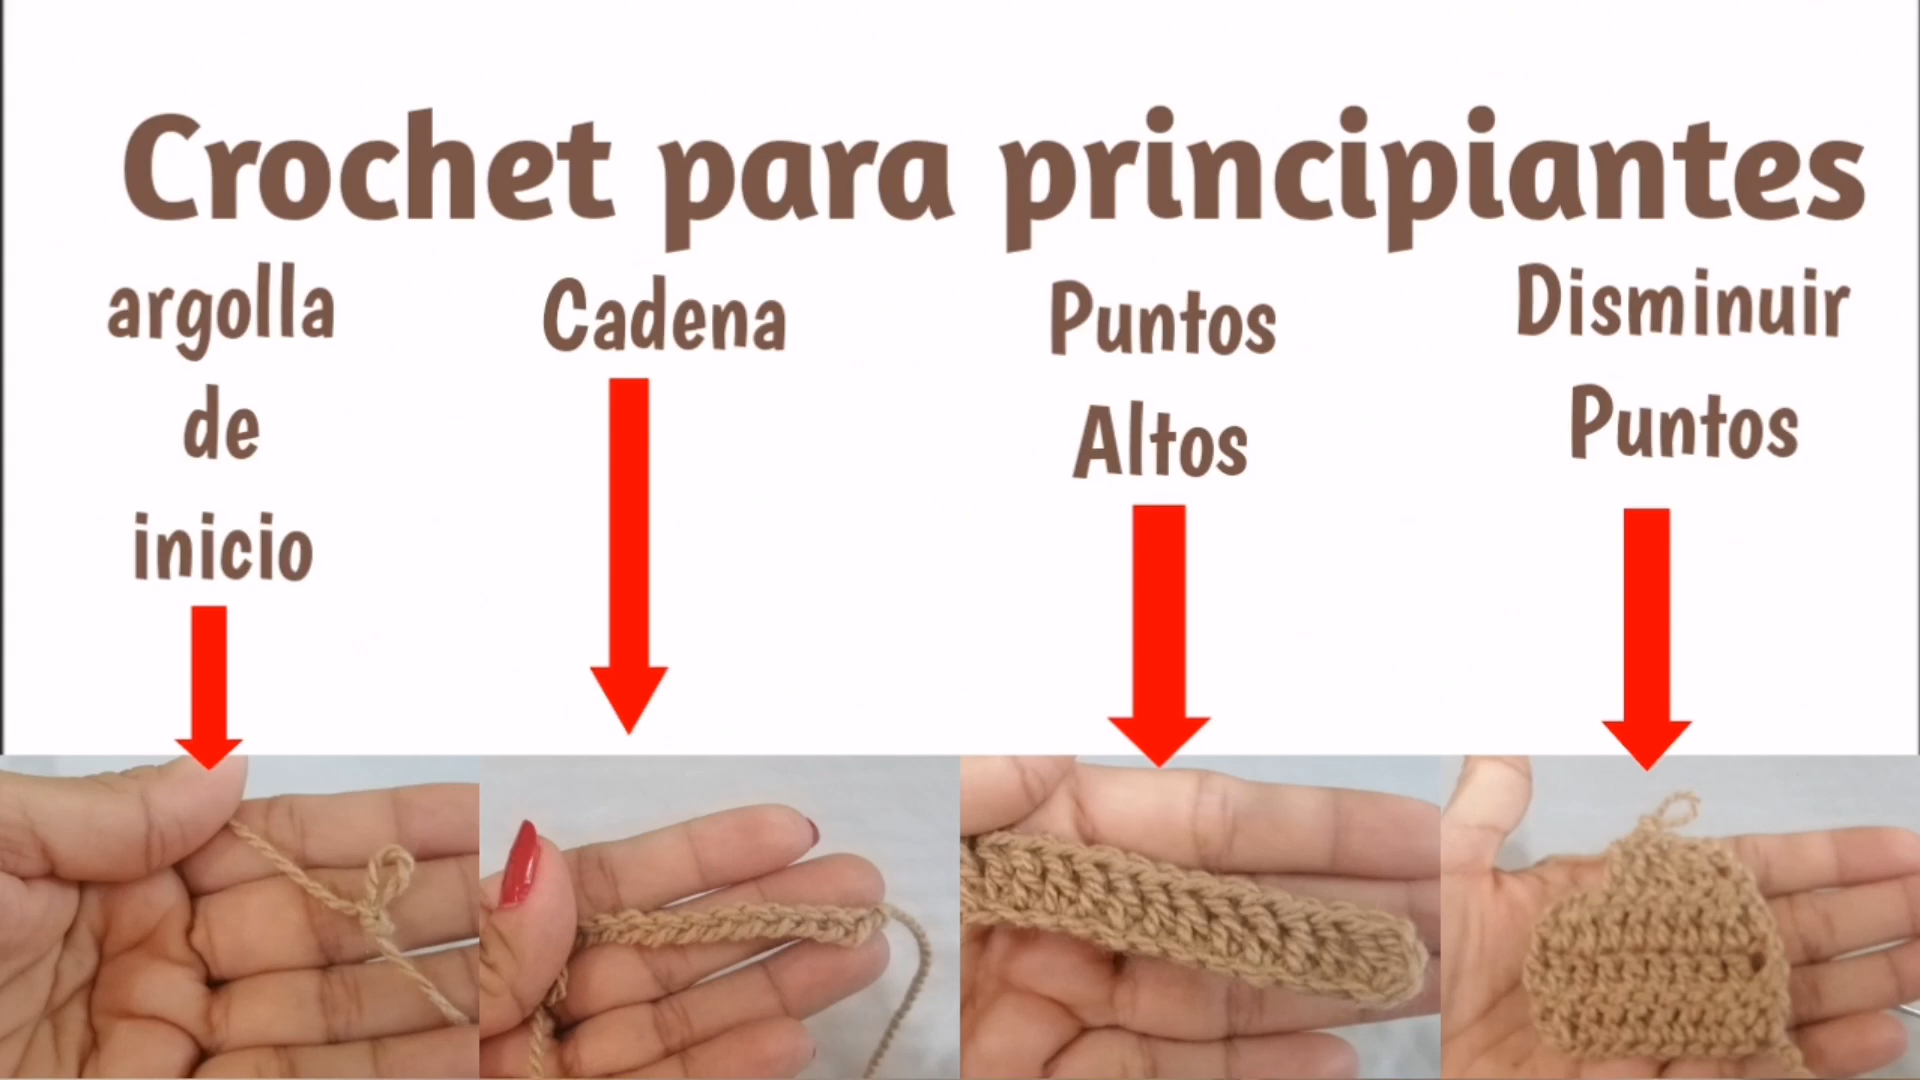 Crochet para principiantes
argolla
de
inicio
Cadena
Puntos
Altos
Disminuir
Puntos